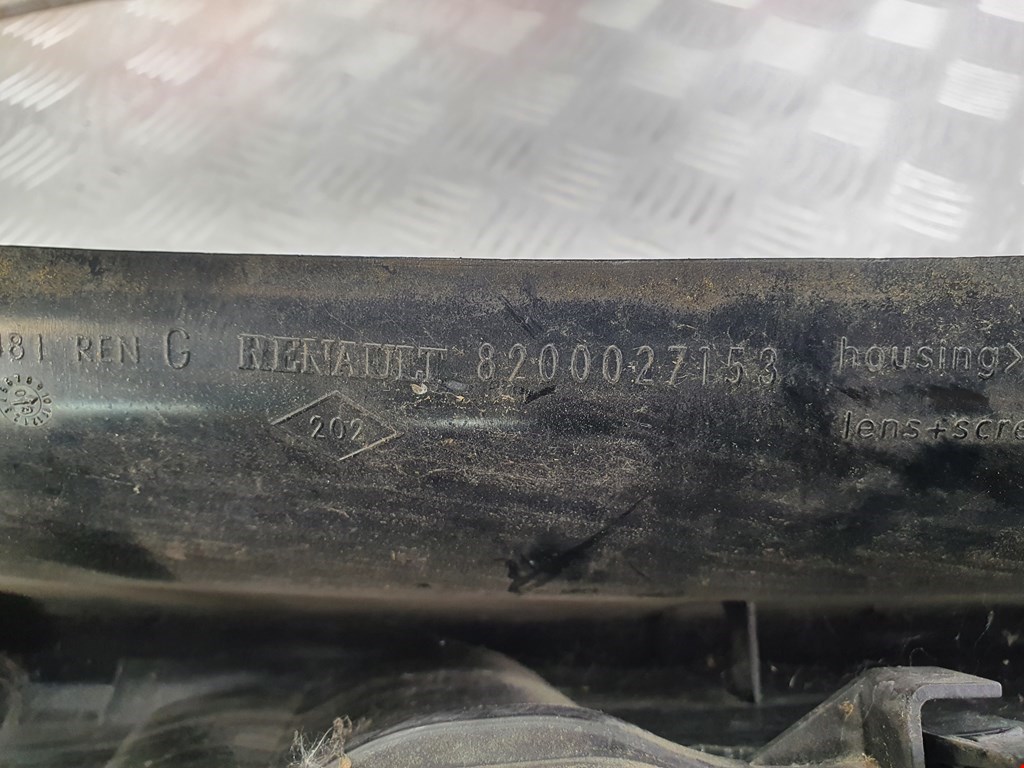 481 REN G RENAULT 8200027153 housing>
202 lens+scre